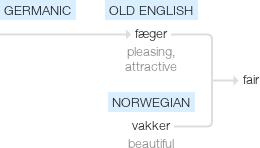 GERMANIC OLD ENGLISH
fæger
pleasing,
attractive
fair
NORWEGIAN
vakker
beautiful